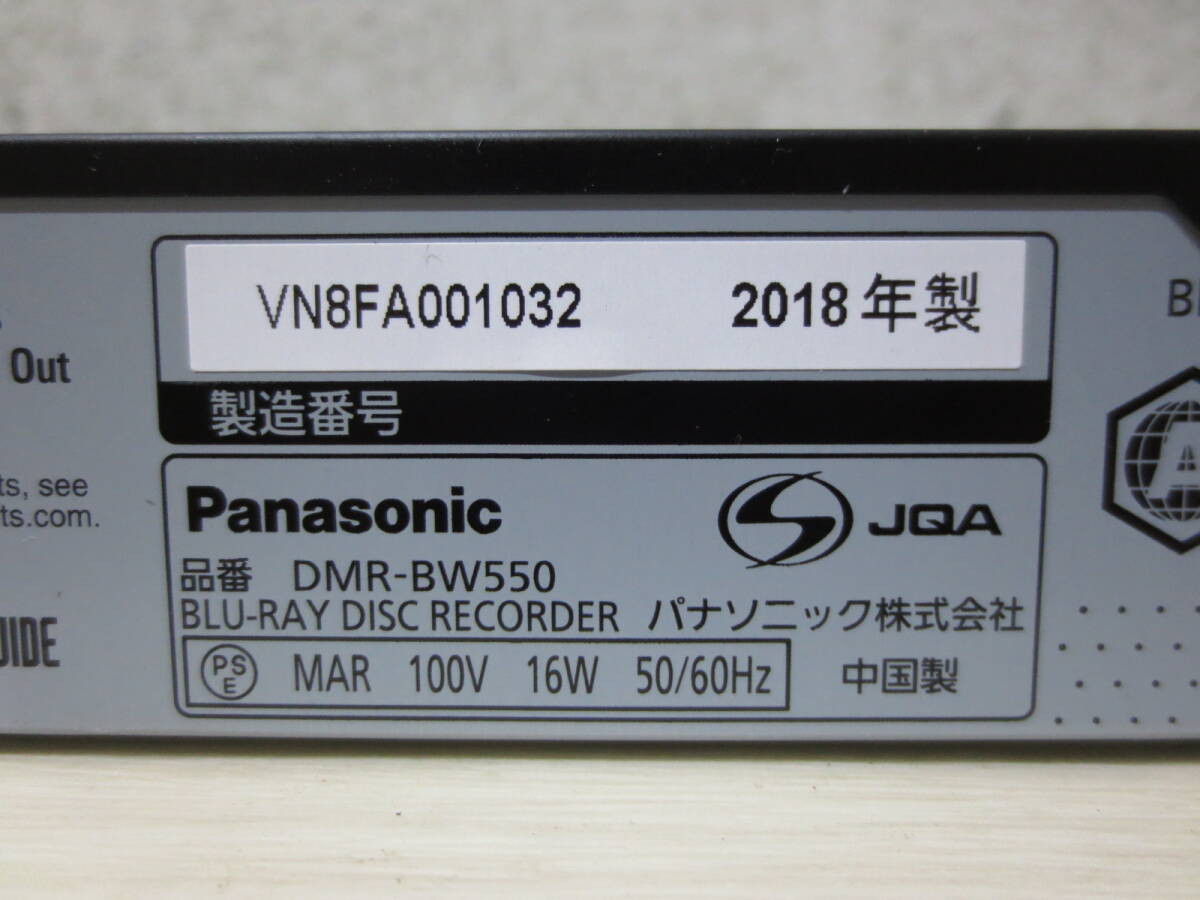 VN8FA001032 2018年製
製造番号
Out
ts, see
ts.com.
UIDE
Panasonic JQA
品番 DMR-BW550
BLU-RAY DISC RECORDER パナソニック株式会社
PS E MAR 100V 16W 50/60Hz 中国製